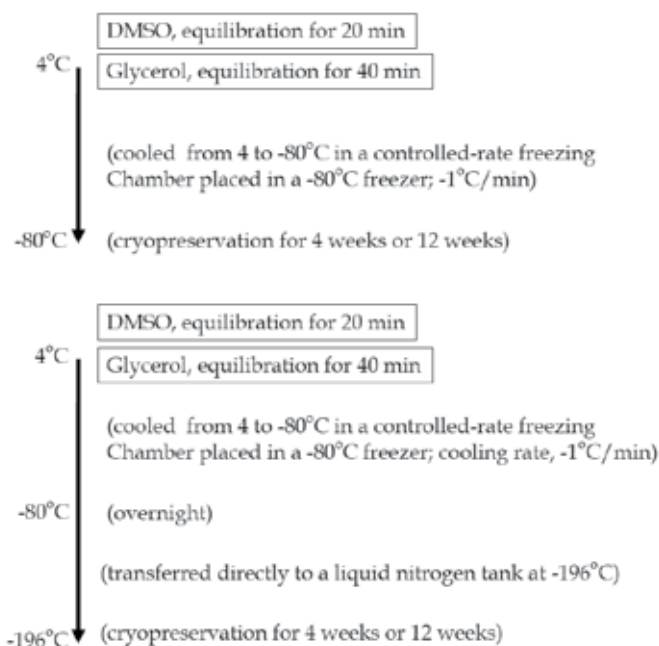 DMSO, equilibration for 20 min
4°C
Glycerol, equilibration for 40 min
(cooled from 4 to -80°C in a controlled-rate freezing
Chamber placed in a -80°C freezer; -1°C/min)
-80°C
(cryopreservation for 4 weeks or 12 weeks)
DMSO, equilibration for 20 min
4°C
Glycerol, equilibration for 40 min
(cooled from 4 to -80°C in a controlled-rate freezing
Chamber placed in a -80°C freezer; cooling rate, -1°C/min)
-80°C
(overnight)
(transferred directly to a liquid nitrogen tank at -196°C)
-196°C
(cryopreservation for 4 weeks or 12 weeks)